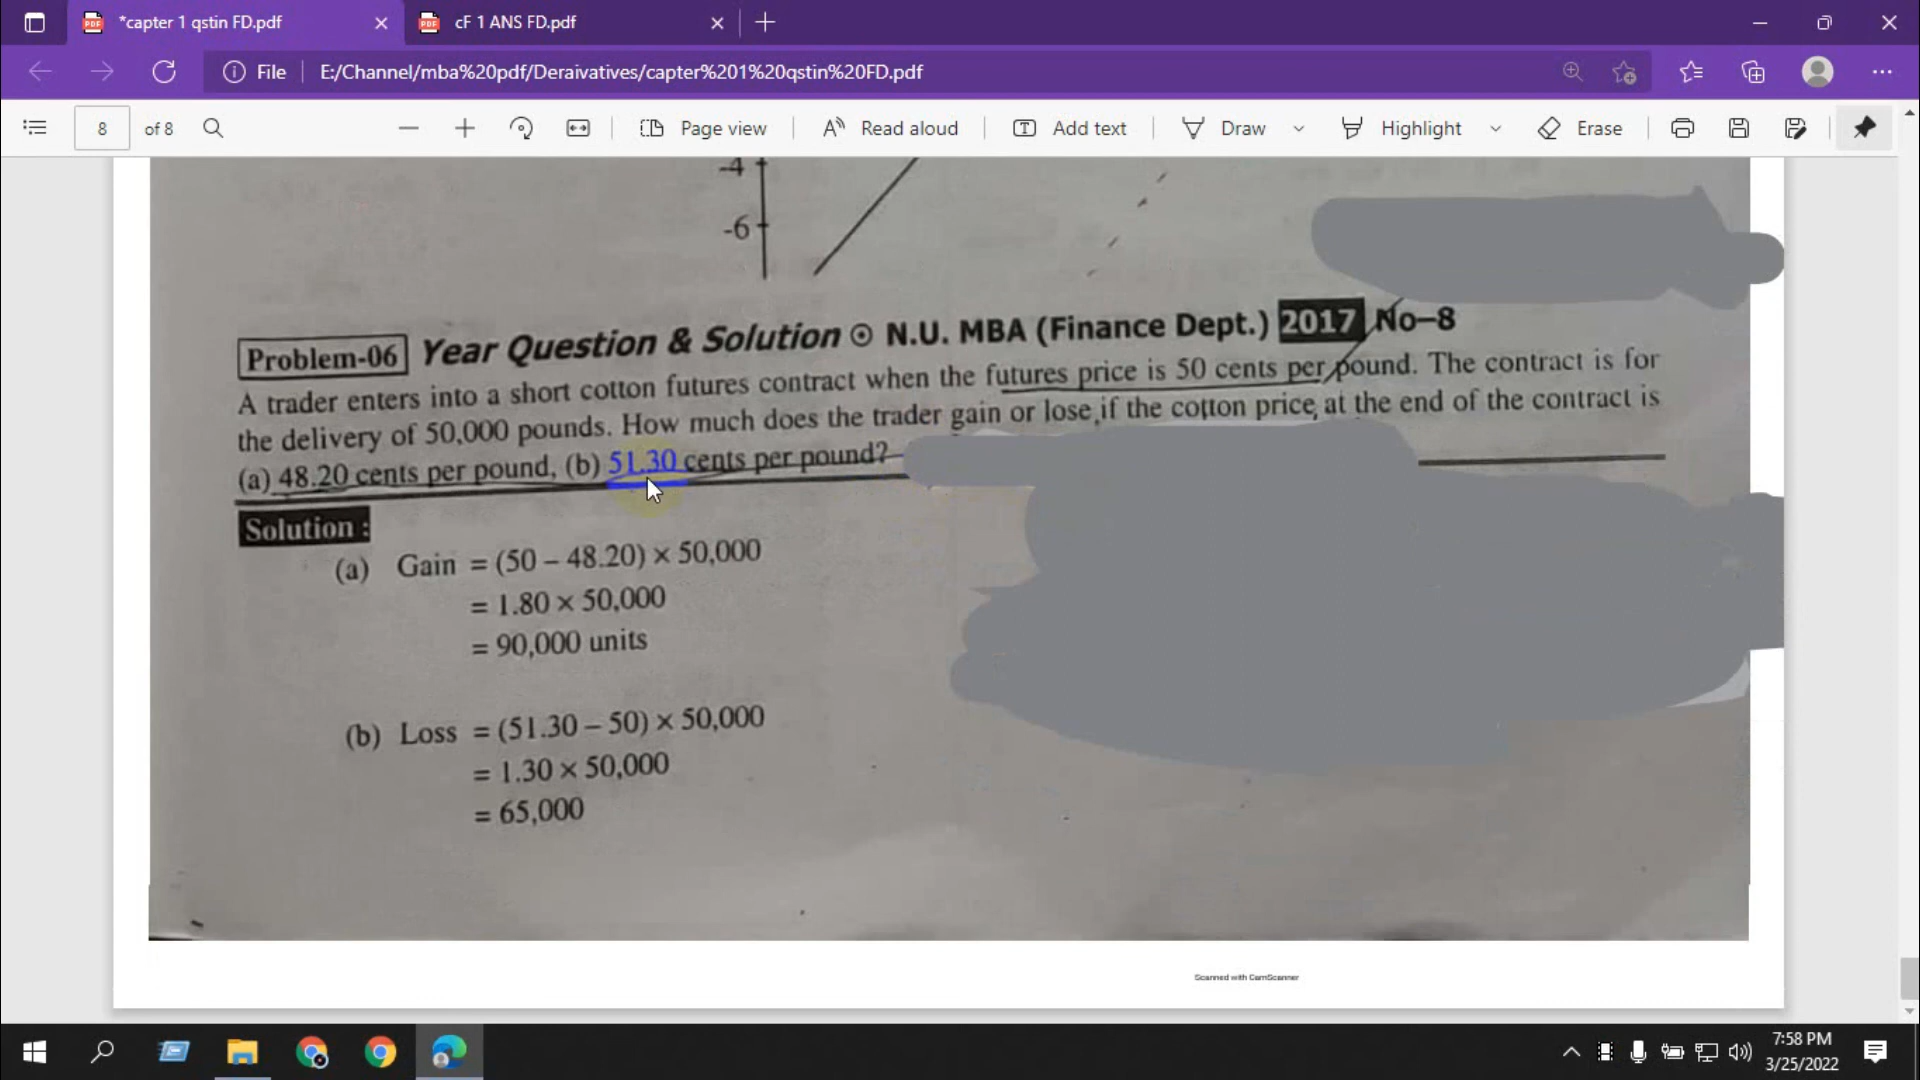 *capter 1 qstin FD.pdf
cF 1 ANS FD.pdf
File
E:/Channel/mba%20pdf/Deraivatives/capter%201%20qstin%20FD.pdf
8 of 8
Page view
Read aloud
Add text
Draw
Highlight
Erase
-4
-6
Problem-06 Year Question & Solution ⊙ N.U. MBA (Finance Dept.) 2017 No–8
A trader enters into a short cotton futures contract when the futures price is 50 cents per pound. The contract is for
the delivery of 50,000 pounds. How much does the trader gain or lose, if the cotton price, at the end of the contract is
(a) 48.20 cents per pound, (b) 51.30 cents per pound?
Solution :
(a) Gain = (50 – 48.20) × 50,000
= 1.80 × 50,000
= 90,000 units
(b) Loss = (51.30 – 50) × 50,000
= 1.30 × 50,000
= 65,000
Scanned with CamScanner
7:58 PM
3/25/2022